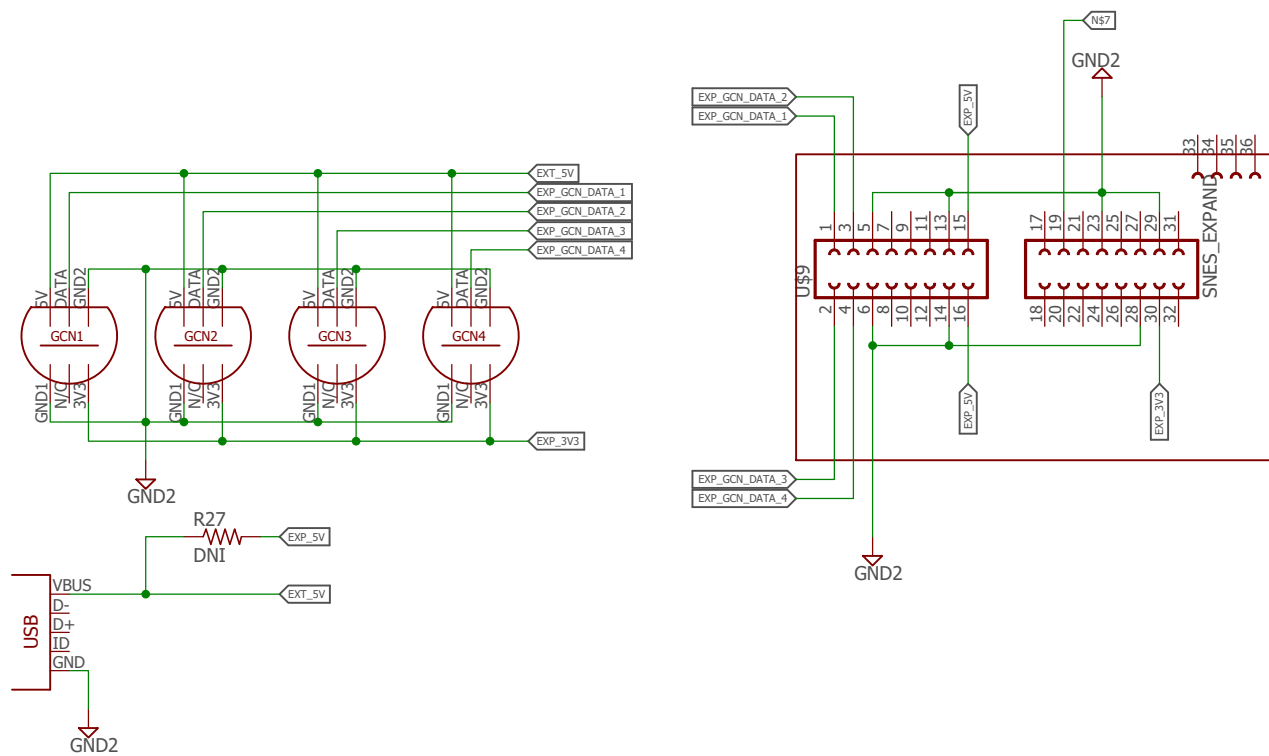 N$7
GND2
EXP_GCN_DATA_2
EXP_GCN_DATA_1
EXP_5V
33
34
35
36
EXT_5V
EXP_GCN_DATA_1
EXP_GCN_DATA_2
EXP_GCN_DATA_3
EXP_GCN_DATA_4
5V DATA GND2
5V DATA GND2
5V DATA GND2
5V DATA GND2
GCN1
GCN2
GCN3
GCN4
GND1 N/C 3V3
GND1 N/C 3V3
GND1 N/C 3V3
GND1 N/C 3V3
EXP_3V3
GND2
1 3 5 7 9 11 13 15
17 19 21 23 25 27 29 31
U$9
SNES_EXPAND
2 4 6 8 10 12 14 16
18 20 22 24 26 28 30 32
EXP_5V
EXP_3V3
EXP_GCN_DATA_3
EXP_GCN_DATA_4
GND2
R27
DNI
EXP_5V
EXT_5V
USB
VBUS
D-
D+
ID
GND
GND2